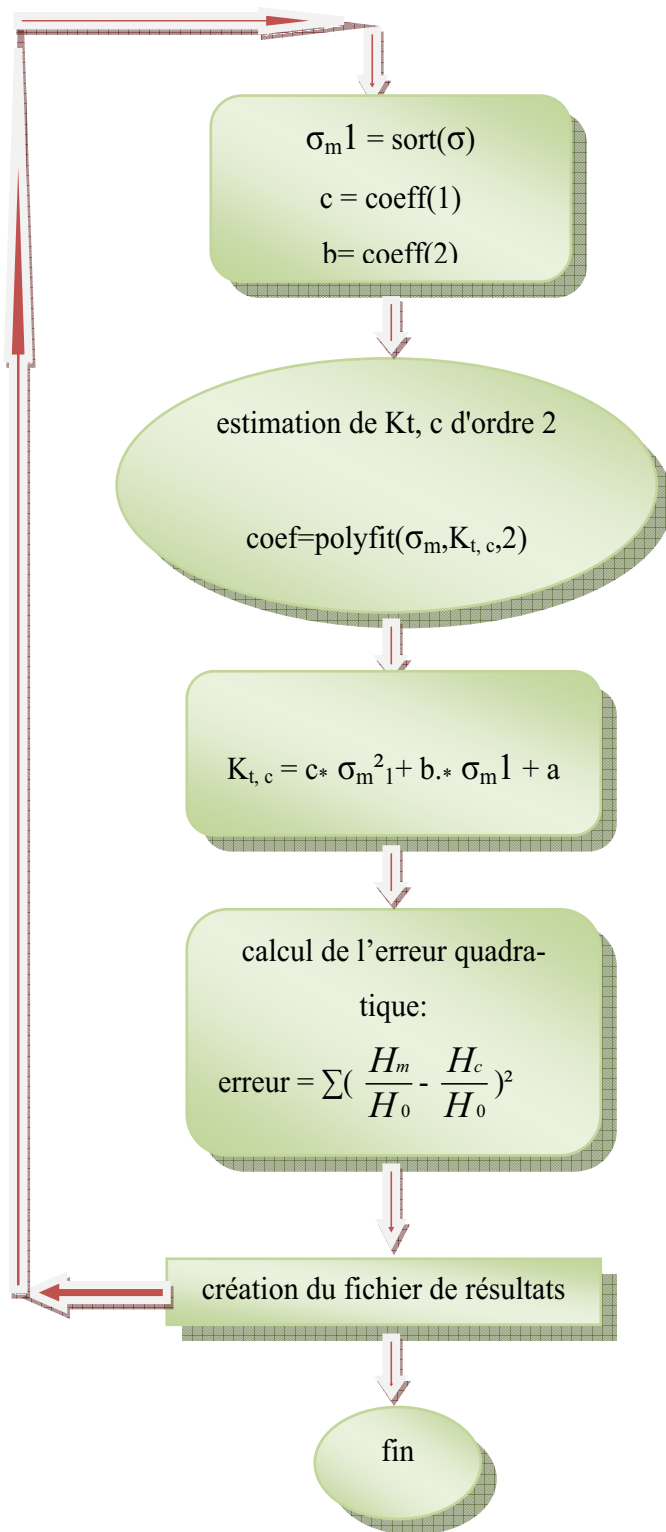 σₘ1 = sort(σ)
c = coeff(1)
b= coeff(2)
estimation de Kt, c d'ordre 2
coef=polyfit(σₘ,Kₜ, c,2)
Kₜ, c = c* σₘ²₁+ b.* σₘ1 + a
calcul de l’erreur quadra-
tique:
erreur = ∑( Hₘ/H₀ - H꜀/H₀ )²
création du fichier de résultats
fin